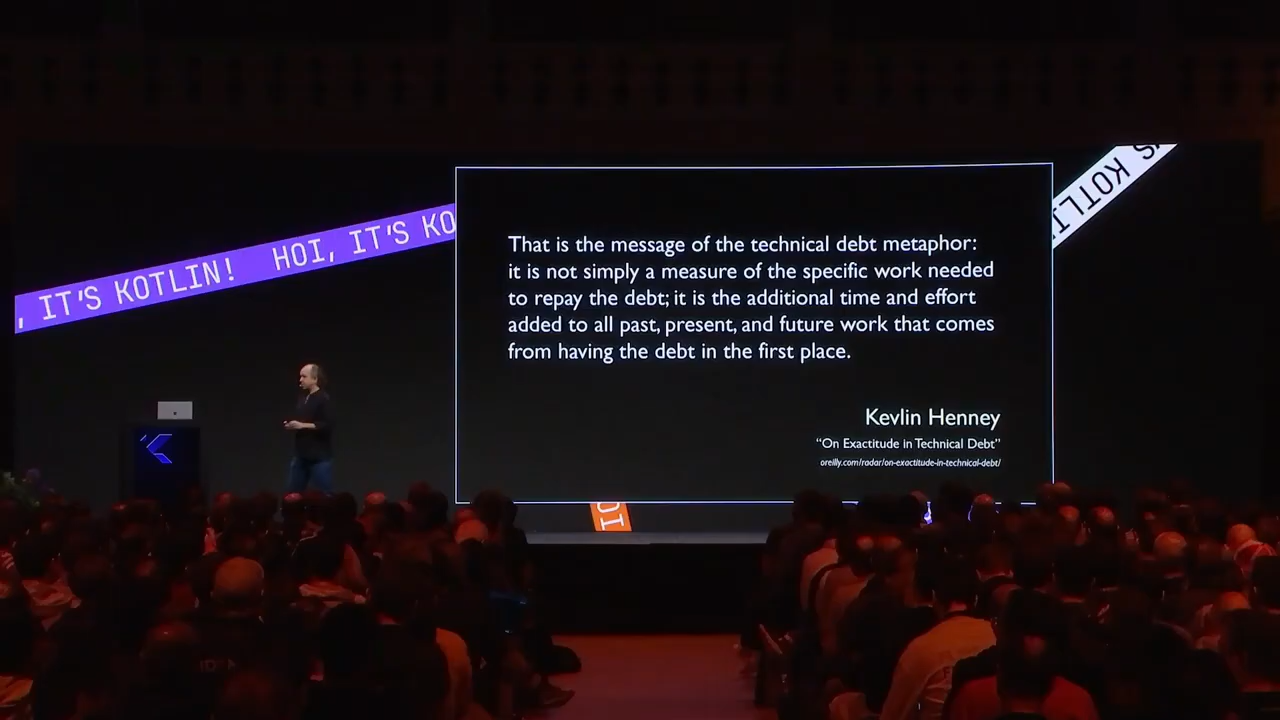 , IT'S KOTLIN! HOI, IT'S KO
'S KOTLI
That is the message of the technical debt metaphor:
it is not simply a measure of the specific work needed
to repay the debt; it is the additional time and effort
added to all past, present, and future work that comes
from having the debt in the first place.
Kevlin Henney
“On Exactitude in Technical Debt”
oreilly.com/radar/on-exactitude-in-technical-debt/
OI